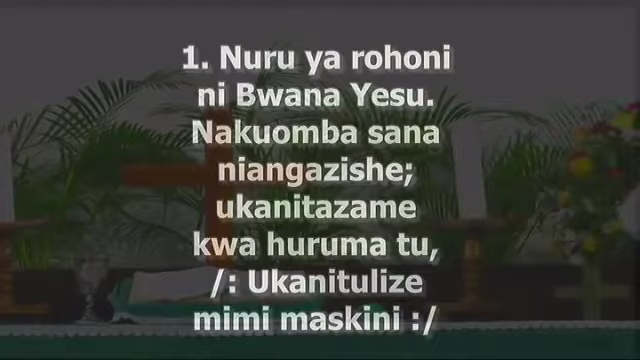 1. Nuru ya rohoni
ni Bwana Yesu.
Nakuomba sana
niangazishe;
ukanitazame
kwa huruma tu,
/: Ukanitulize
mimi maskini :/